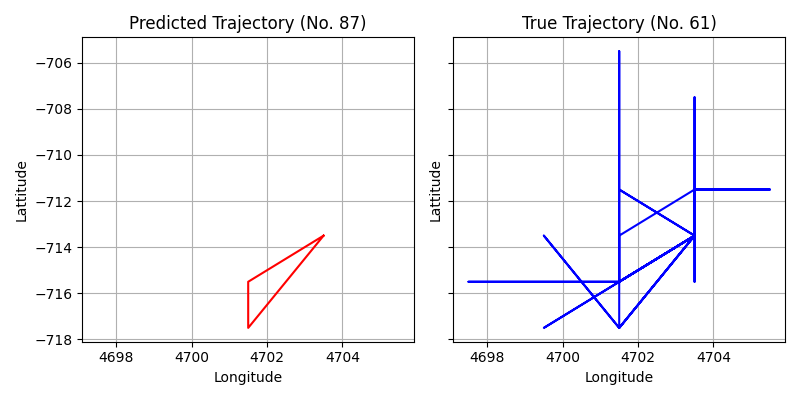 Predicted Trajectory (No. 87)
True Trajectory (No. 61)
Lattitude
−706
−708
−710
−712
−714
−716
−718
4698
4700
4702
4704
Longitude
Lattitude
4698
4700
4702
4704
Longitude